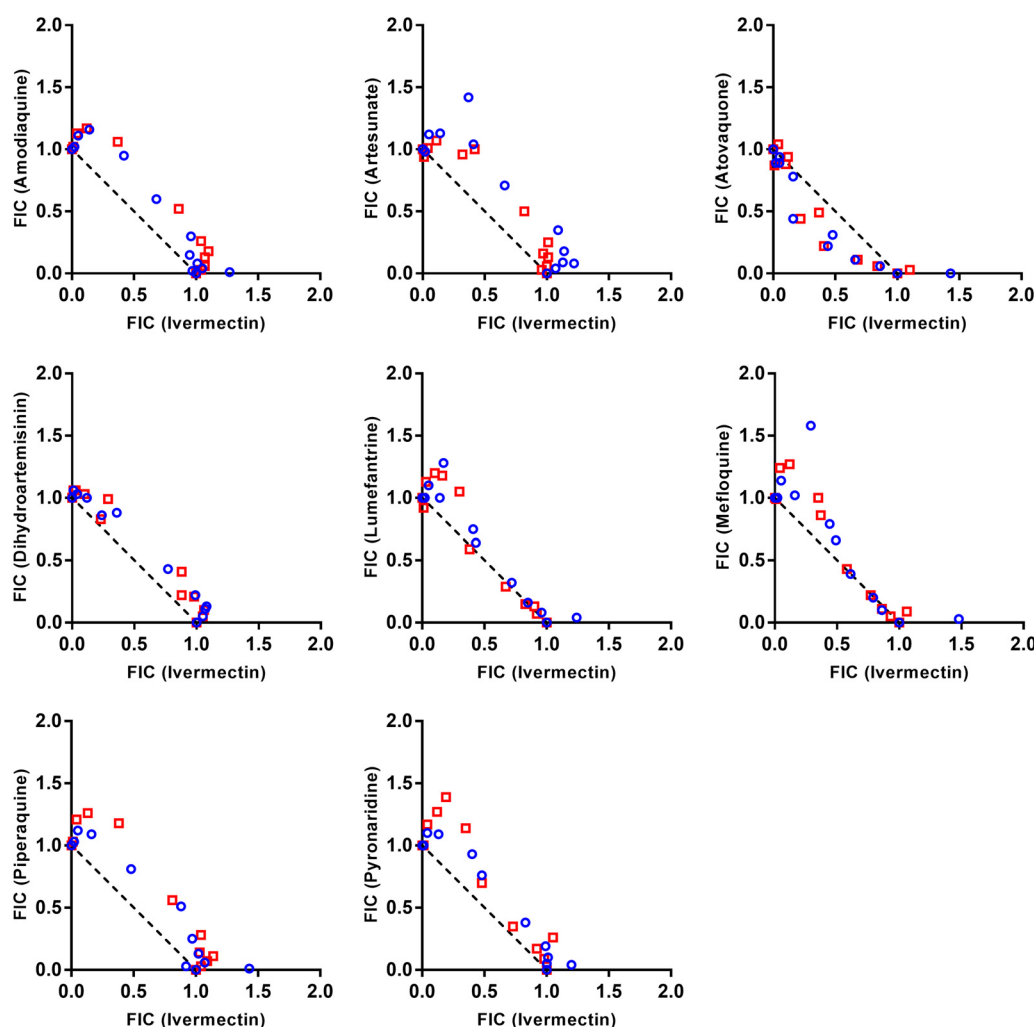 2.0 2.0 2.0
1.5 1.5 1.5
1.0 1.0 1.0
0.5 0.5 0.5
0.0 0.0 0.0
FIC (Amodiaquine) FIC (Artesunate) FIC (Atovaquone)
0.0 0.5 1.0 1.5 2.0 0.0 0.5 1.0 1.5 2.0 0.0 0.5 1.0 1.5 2.0
FIC (Ivermectin) FIC (Ivermectin) FIC (Ivermectin)
2.0 2.0 2.0
1.5 1.5 1.5
1.0 1.0 1.0
0.5 0.5 0.5
0.0 0.0 0.0
FIC (Dihydroartemisinin) FIC (Lumefantrine) FIC (Mefloquine)
0.0 0.5 1.0 1.5 2.0 0.0 0.5 1.0 1.5 2.0 0.0 0.5 1.0 1.5 2.0
FIC (Ivermectin) FIC (Ivermectin) FIC (Ivermectin)
2.0 2.0
1.5 1.5
1.0 1.0
0.5 0.5
0.0 0.0
FIC (Piperaquine) FIC (Pyronaridine)
0.0 0.5 1.0 1.5 2.0 0.0 0.5 1.0 1.5 2.0
FIC (Ivermectin) FIC (Ivermectin)